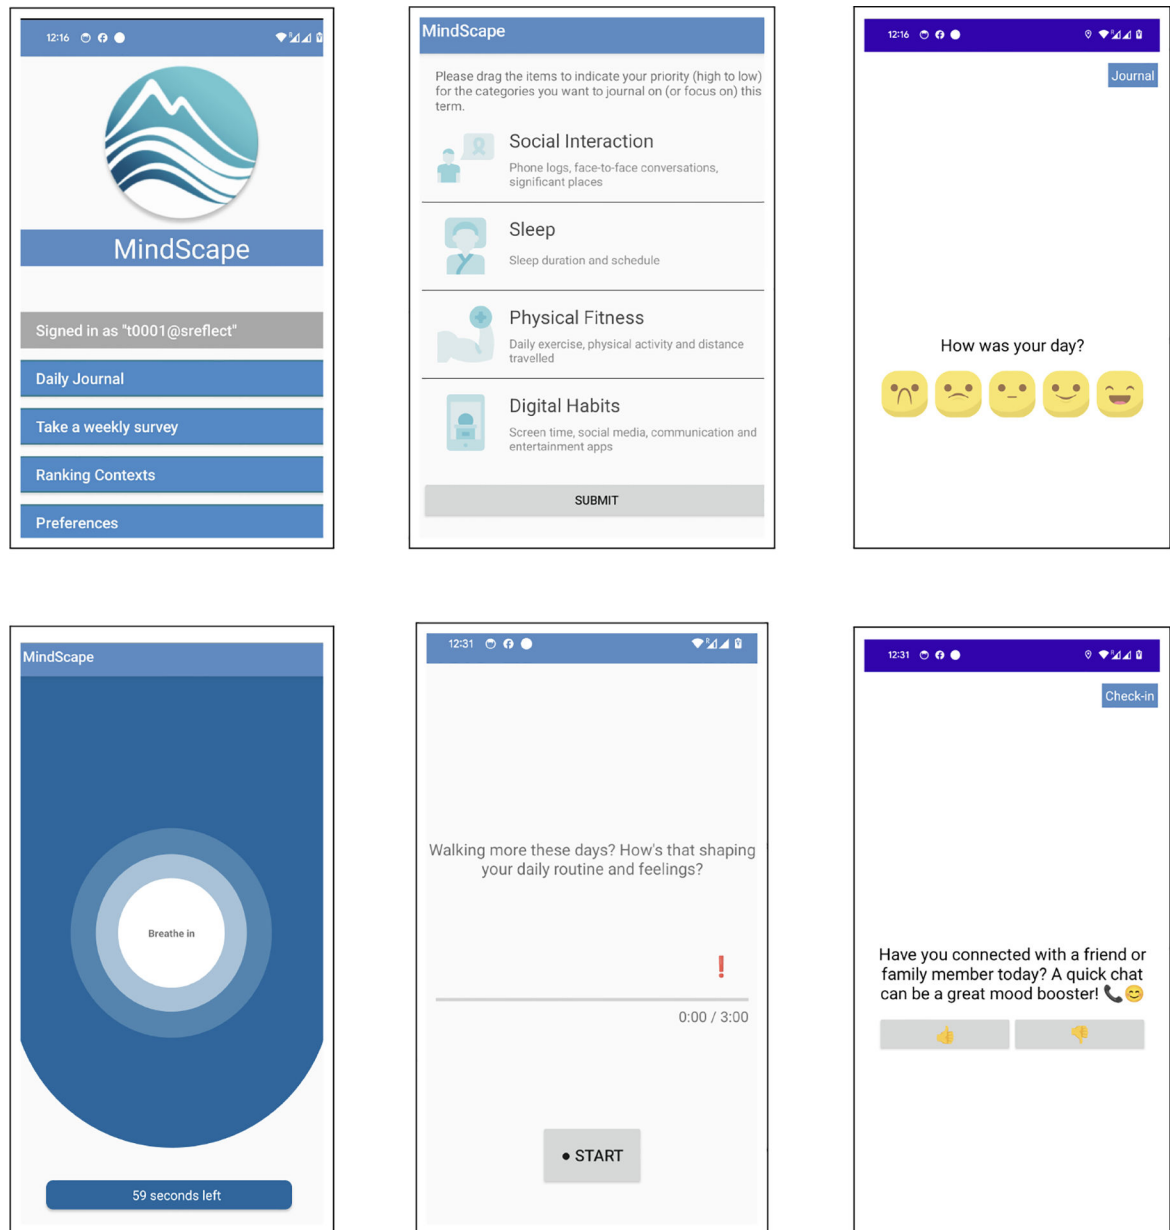 12:16
MindScape
Signed in as "t0001@sreflect"
Daily Journal
Take a weekly survey
Ranking Contexts
Preferences
MindScape
Please drag the items to indicate your priority (high to low)
for the categories you want to journal on (or focus on) this
term.
Social Interaction
Phone logs, face-to-face conversations,
significant places
Sleep
Sleep duration and schedule
Physical Fitness
Daily exercise, physical activity and distance
travelled
Digital Habits
Screen time, social media, communication and
entertainment apps
SUBMIT
12:16
Journal
How was your day?
MindScape
Breathe in
59 seconds left
12:31
Walking more these days? How's that shaping
your daily routine and feelings?
0:00 / 3:00
START
12:31
Check-in
Have you connected with a friend or
family member today? A quick chat
can be a great mood booster! 📞😊